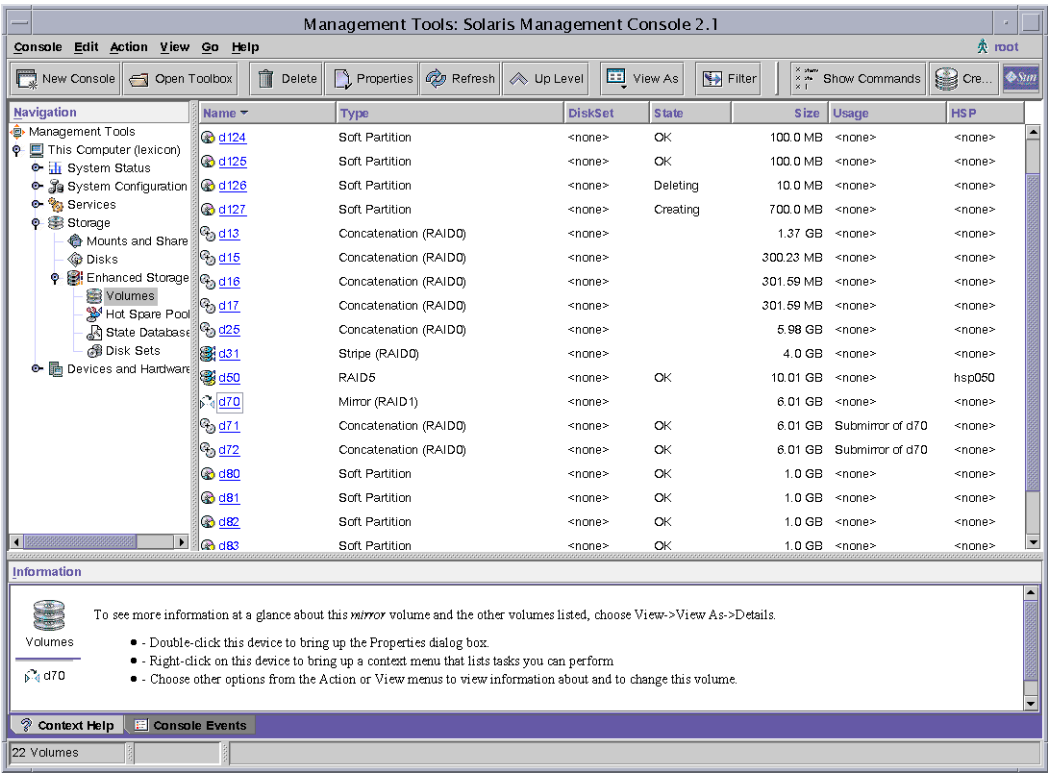 Management Tools: Solaris Management Console 2.1
Console Edit Action View Go Help root
New Console Open Toolbox Delete Properties Refresh Up Level View As Filter Show Commands Cre... Sun
Navigation
Management Tools
This Computer (lexicon)
System Status
System Configuration
Services
Storage
Mounts and Share
Disks
Enhanced Storage
Volumes
Hot Spare Pool
State Database
Disk Sets
Devices and Hardware
Name Type DiskSet State Size Usage HSP
d124 Soft Partition <none> OK 100.0 MB <none> <none>
d125 Soft Partition <none> OK 100.0 MB <none> <none>
d126 Soft Partition <none> Deleting 10.0 MB <none> <none>
d127 Soft Partition <none> Creating 700.0 MB <none> <none>
d13 Concatenation (RAID0) <none> 1.37 GB <none> <none>
d15 Concatenation (RAID0) <none> 300.23 MB <none> <none>
d16 Concatenation (RAID0) <none> 301.59 MB <none> <none>
d17 Concatenation (RAID0) <none> 301.59 MB <none> <none>
d25 Concatenation (RAID0) <none> 5.98 GB <none> <none>
d31 Stripe (RAID0) <none> 4.0 GB <none> <none>
d50 RAID5 <none> OK 10.01 GB <none> hsp050
d70 Mirror (RAID1) <none> 6.01 GB <none> <none>
d71 Concatenation (RAID0) <none> OK 6.01 GB Submirror of d70 <none>
d72 Concatenation (RAID0) <none> OK 6.01 GB Submirror of d70 <none>
d80 Soft Partition <none> OK 1.0 GB <none> <none>
d81 Soft Partition <none> OK 1.0 GB <none> <none>
d82 Soft Partition <none> OK 1.0 GB <none> <none>
d83 Soft Partition <none> OK 1.0 GB <none> <none>
Information
Volumes
d70
To see more information at a glance about this mirror volume and the other volumes listed, choose View->View As->Details.
● - Double-click this device to bring up the Properties dialog box.
● - Right-click on this device to bring up a context menu that lists tasks you can perform
● - Choose other options from the Action or View menus to view information about and to change this volume.
Context Help Console Events
22 Volumes